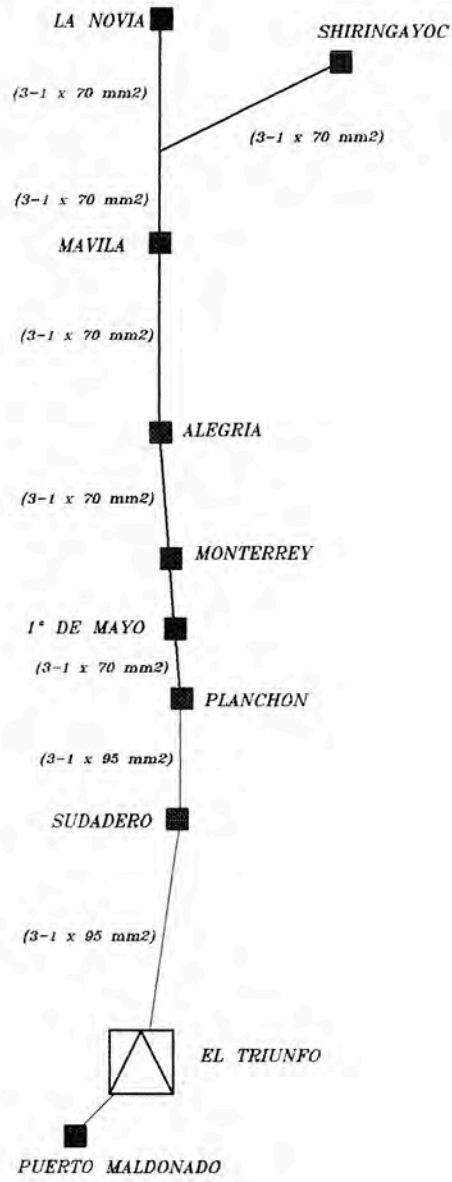 LA NOVIA
SHIRINGAYOC
(3-1 x 70 mm2)
(3-1 x 70 mm2)
(3-1 x 70 mm2)
MAVILA
(3-1 x 70 mm2)
ALEGRIA
(3-1 x 70 mm2)
MONTERREY
1ª DE MAYO
(3-1 x 70 mm2)
PLANCHON
(3-1 x 95 mm2)
SUDADERO
(3-1 x 95 mm2)
EL TRIUNFO
PUERTO MALDONADO